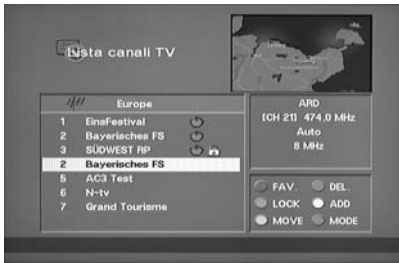 Lista canali TV
Europe
1 EinsFestival
2 Bayerisches FS
3 SÜDWEST RP
2 Bayerisches FS
5 AC3 Test
6 N-tv
7 Grand Tourisme
ARD
[CH 21] 474.0 MHz
Auto
8 MHz
FAV. DEL.
LOCK ADD
MOVE MODE